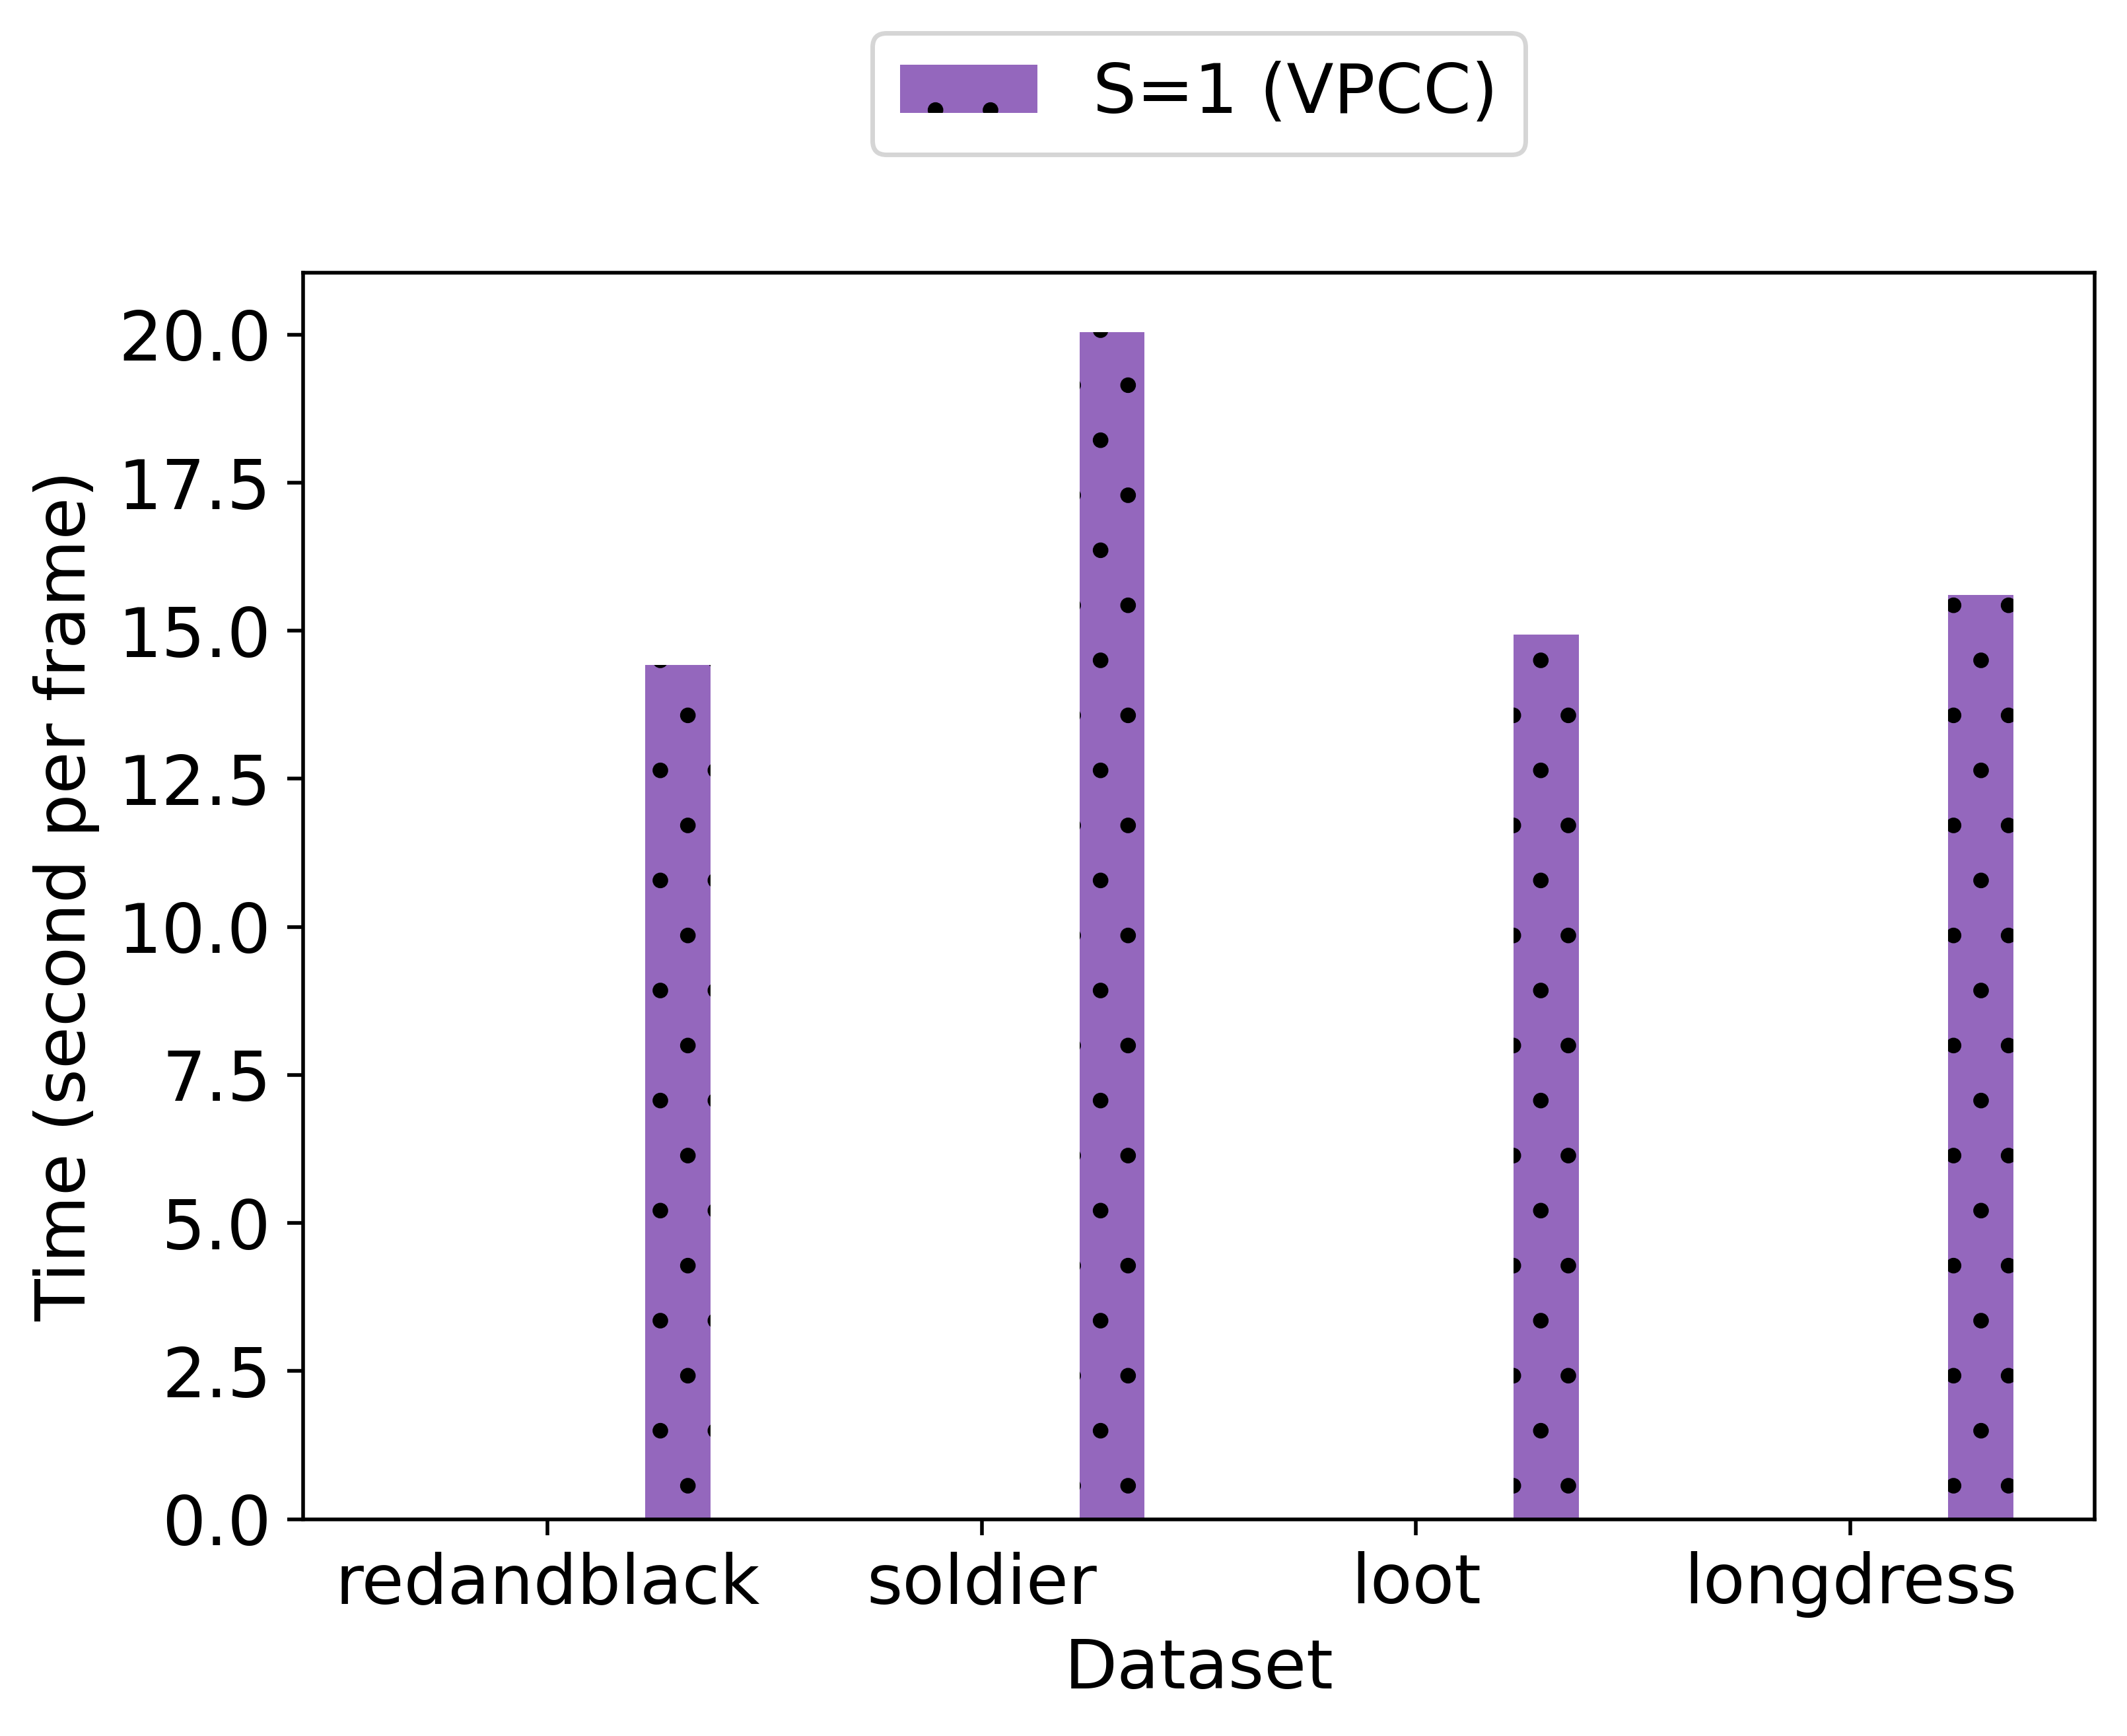 S=1 (VPCC)
Time (second per frame)
20.0
17.5
15.0
12.5
10.0
7.5
5.0
2.5
0.0
redandblack soldier loot longdress
Dataset